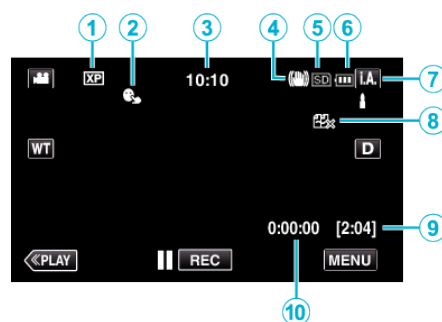 1 2 3 4 5 6
XP 10:10 SD i.A. 7
8
WT D
0:00:00 [2:04] 9
≪PLAY REC MENU
10